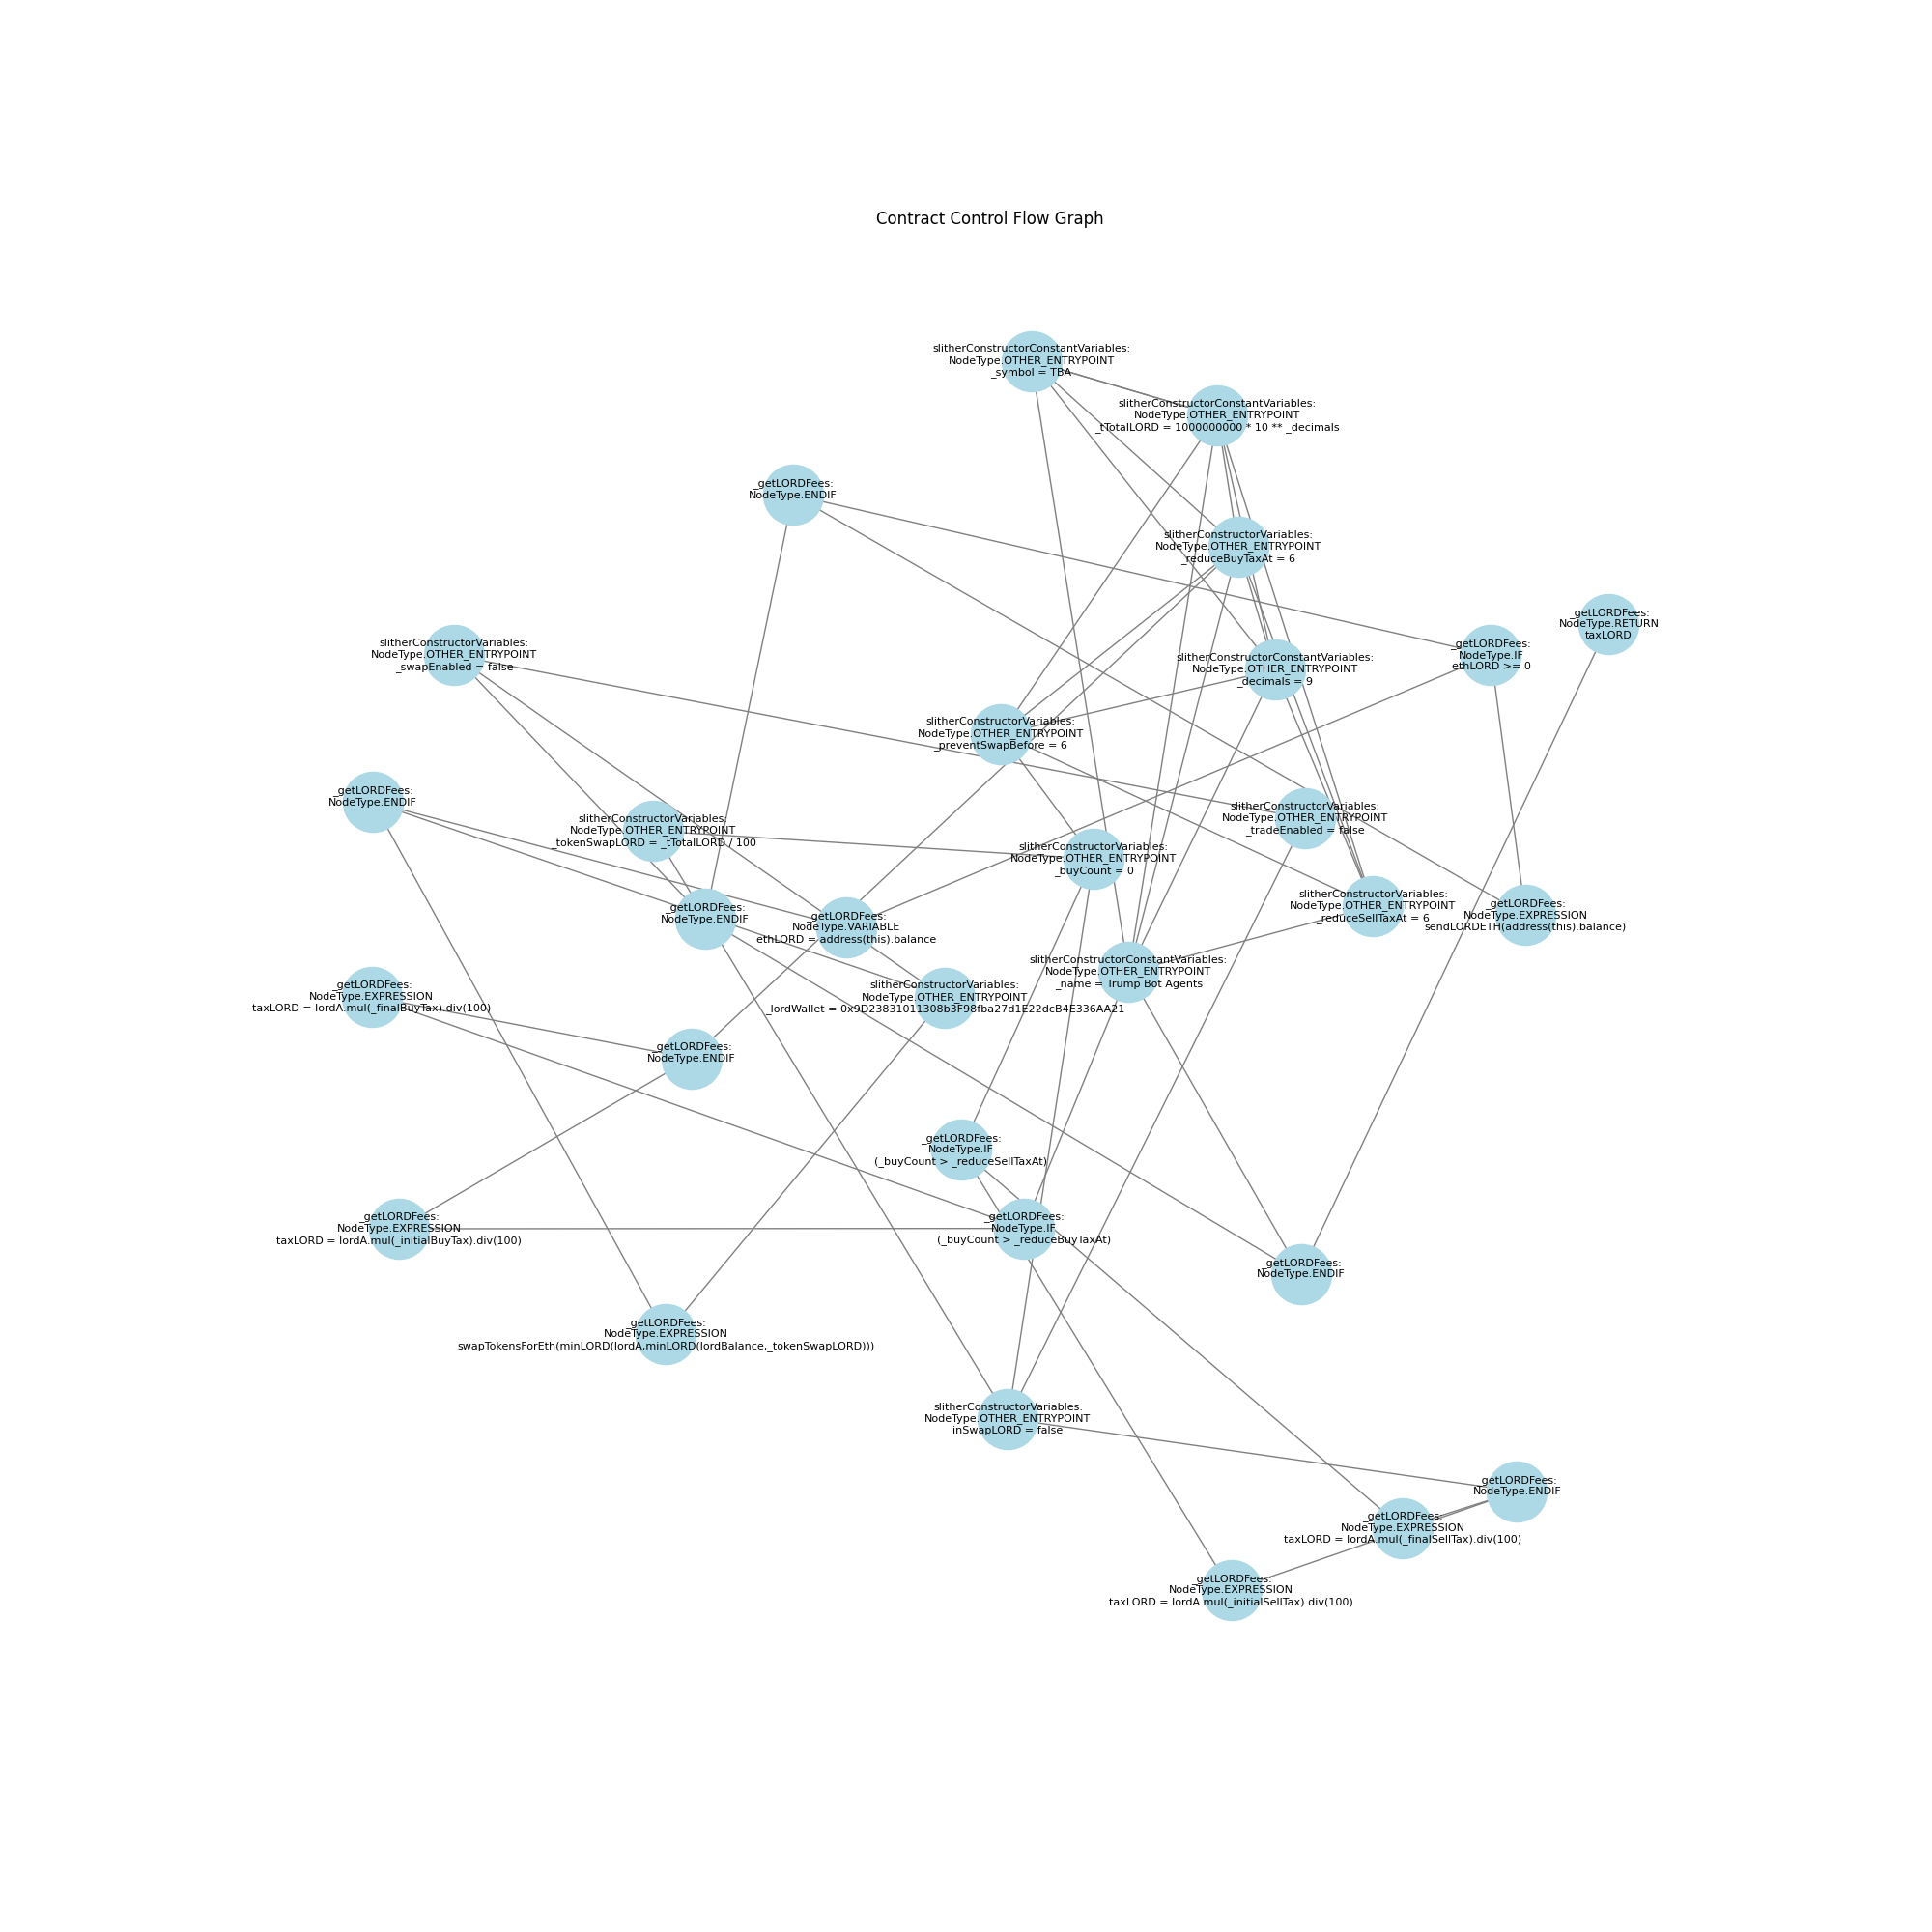 Contract Control Flow Graph
slitherConstructorConstantVariables:
NodeType.OTHER_ENTRYPOINT
_symbol = TBA
slitherConstructorConstantVariables:
NodeType.OTHER_ENTRYPOINT
_tTotalLORD = 1000000000 * 10 ** _decimals
_getLORDFees:
NodeType.ENDIF
slitherConstructorVariables:
NodeType.OTHER_ENTRYPOINT
_reduceBuyTaxAt = 6
_getLORDFees:
NodeType.RETURN
taxLORD
slitherConstructorVariables:
NodeType.OTHER_ENTRYPOINT
_swapEnabled = false
_getLORDFees:
NodeType.IF
ethLORD >= 0
slitherConstructorConstantVariables:
NodeType.OTHER_ENTRYPOINT
_decimals = 9
slitherConstructorVariables:
NodeType.OTHER_ENTRYPOINT
_preventSwapBefore = 6
_getLORDFees:
NodeType.ENDIF
slitherConstructorVariables:
NodeType.OTHER_ENTRYPOINT
_tradeEnabled = false
slitherConstructorVariables:
NodeType.OTHER_ENTRYPOINT
_tokenSwapLORD = _tTotalLORD / 100
slitherConstructorVariables:
NodeType.OTHER_ENTRYPOINT
_buyCount = 0
slitherConstructorVariables:
NodeType.OTHER_ENTRYPOINT
_reduceSellTaxAt = 6
_getLORDFees:
NodeType.EXPRESSION
sendLORDETH(address(this).balance)
_getLORDFees:
NodeType.ENDIF
_getLORDFees:
NodeType.VARIABLE
ethLORD = address(this).balance
slitherConstructorConstantVariables:
NodeType.OTHER_ENTRYPOINT
_name = Trump Bot Agents
_getLORDFees:
NodeType.EXPRESSION
taxLORD = lordA.mul(_finalBuyTax).div(100)
slitherConstructorVariables:
NodeType.OTHER_ENTRYPOINT
_lordWallet = 0x9D23831011308b3F98fba27d1E22dcB4E336AA21
_getLORDFees:
NodeType.ENDIF
_getLORDFees:
NodeType.IF
(_buyCount > _reduceSellTaxAt)
_getLORDFees:
NodeType.EXPRESSION
taxLORD = lordA.mul(_initialBuyTax).div(100)
_getLORDFees:
NodeType.IF
(_buyCount > _reduceBuyTaxAt)
_getLORDFees:
NodeType.ENDIF
_getLORDFees:
NodeType.EXPRESSION
swapTokensForEth(minLORD(lordA,minLORD(lordBalance,_tokenSwapLORD)))
slitherConstructorVariables:
NodeType.OTHER_ENTRYPOINT
inSwapLORD = false
_getLORDFees:
NodeType.ENDIF
_getLORDFees:
NodeType.EXPRESSION
taxLORD = lordA.mul(_finalSellTax).div(100)
_getLORDFees:
NodeType.EXPRESSION
taxLORD = lordA.mul(_initialSellTax).div(100)